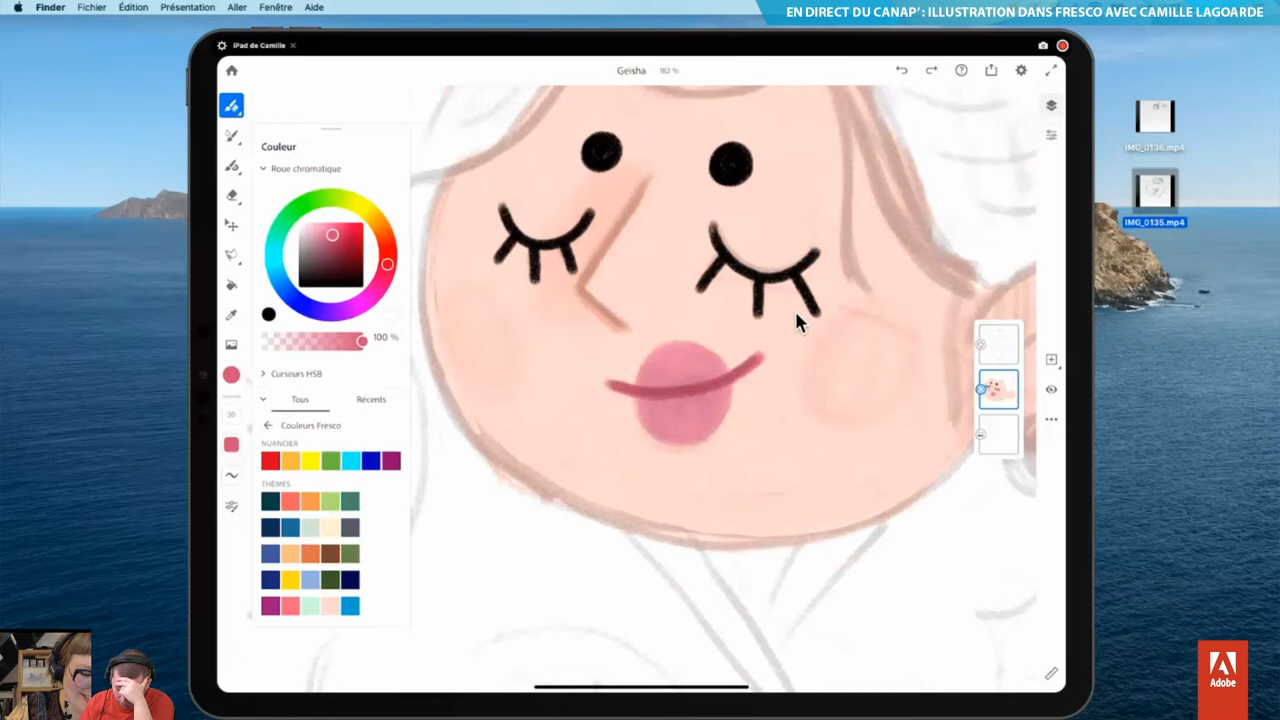 Finder Fichier Édition Présentation Aller Fenêtre Aide
EN DIRECT DU CANAP' : ILLUSTRATION DANS FRESCO AVEC CAMILLE LAGOARDE
iPad de Camille
Geisha 182 %
Couleur
Roue chromatique
100 %
Curseurs HSB
Tous Récents
Couleurs Fresco
NUANCIER
THÈMES
30
IMG_0136.mp4
IMG_0135.mp4
Adobe